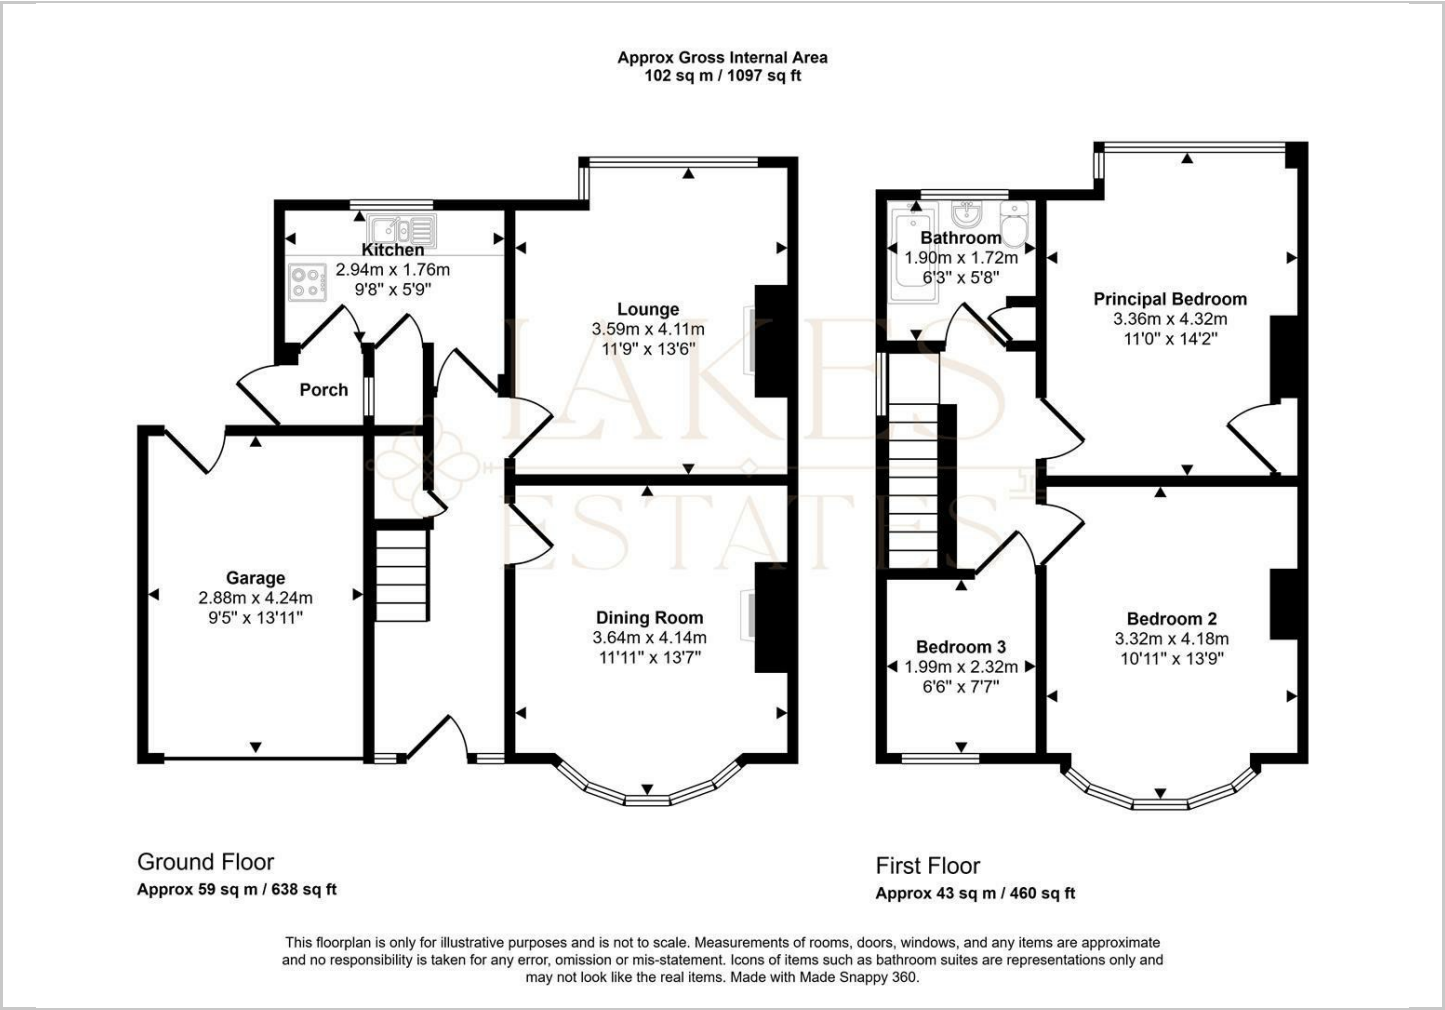 Approx Gross Internal Area
102 sq m / 1097 sq ft
Kitchen
2.94m x 1.76m
9'8" x 5'9"
Lounge
3.59m x 4.11m
11'9" x 13'6"
Porch
Garage
2.88m x 4.24m
9'5" x 13'11"
Dining Room
3.64m x 4.14m
11'11" x 13'7"
Bathroom
1.90m x 1.72m
6'3" x 5'8"
Principal Bedroom
3.36m x 4.32m
11'0" x 14'2"
Bedroom 2
3.32m x 4.18m
10'11" x 13'9"
Bedroom 3
1.99m x 2.32m
6'6" x 7'7"
LAKES
ESTATES
Ground Floor
Approx 59 sq m / 638 sq ft
First Floor
Approx 43 sq m / 460 sq ft
This floorplan is only for illustrative purposes and is not to scale. Measurements of rooms, doors, windows, and any items are approximate
and no responsibility is taken for any error, omission or mis-statement. Icons of items such as bathroom suites are representations only and
may not look like the real items. Made with Made Snappy 360.